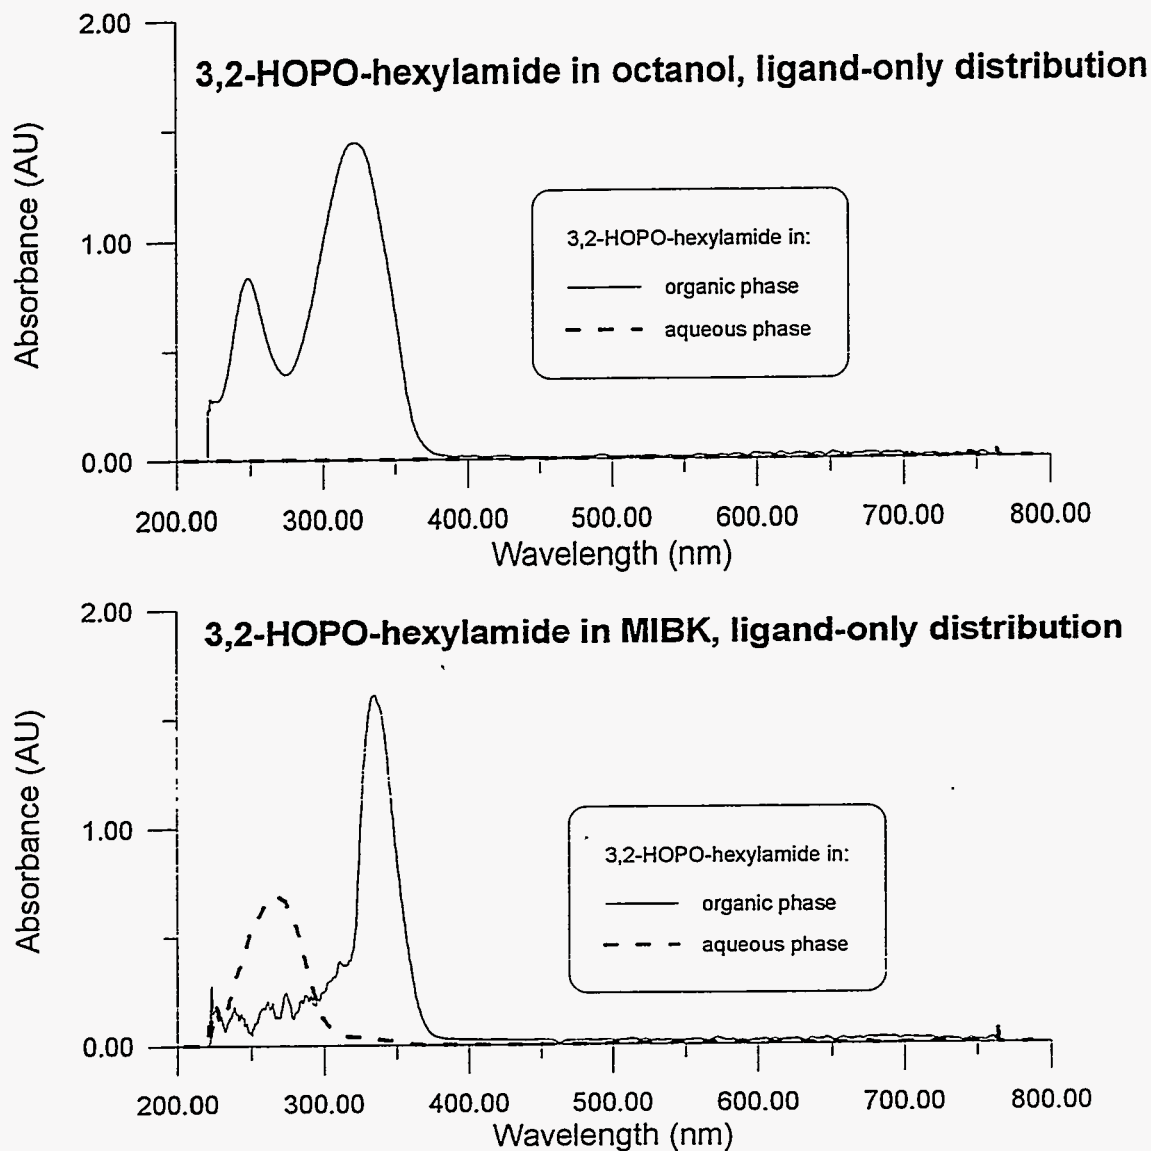 2.00
3,2-HOPO-hexylamide in octanol, ligand-only distribution
Absorbance (AU)
3,2-HOPO-hexylamide in:
1.00
organic phase
aqueous phase
0.00
200.00 300.00 400.00 500.00 600.00 700.00 800.00
Wavelength (nm)
2.00
3,2-HOPO-hexylamide in MIBK, ligand-only distribution
Absorbance (AU)
1.00
3,2-HOPO-hexylamide in:
organic phase
aqueous phase
0.00
200.00 300.00 400.00 500.00 600.00 700.00 800.00
Wavelength (nm)